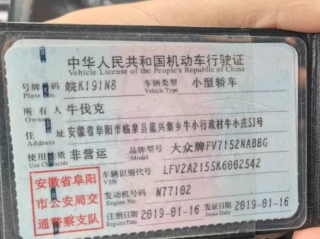 中华人民共和国机动车行驶证
Vehicle License of the People's Republic of China
号牌号码 皖K191N8 车辆类型 小型轿车
Plate No. Vehicle Type
所有人 牛伐克
Owner
住址 安徽省阜阳市临泉县瓦兴集乡牛小行政村牛小庄53号
Address
使用性质 非营运 品牌型号 大众牌FV7152NABBG
Use Character Model
安徽省阜阳市公安局交通警察支队
车辆识别代号 LFV2A2155K6002542
VIN
发动机号码 N77102
Engine No.
注册日期 2019-01-16 发证日期 2019-01-16
Register Date Issue Date